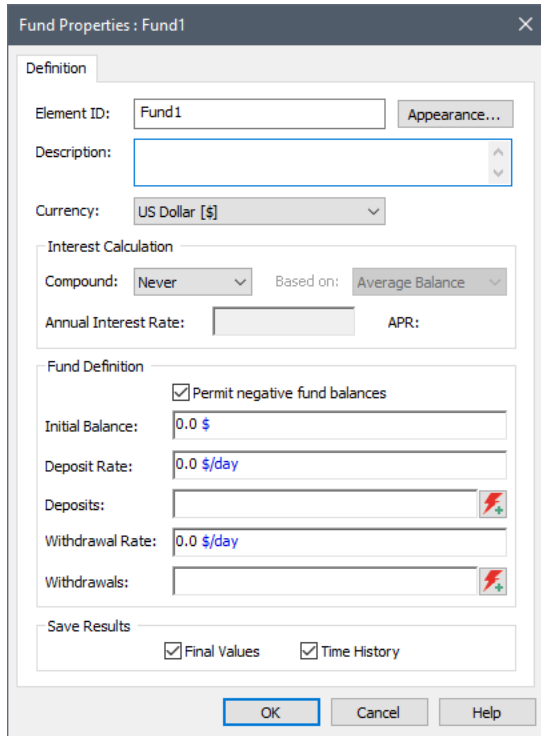 Fund Properties : Fund1
Definition
Element ID: Fund1 Appearance...
Description:
Currency: US Dollar [$]
Interest Calculation
Compound: Never Based on: Average Balance
Annual Interest Rate: APR:
Fund Definition
Permit negative fund balances
Initial Balance: 0.0 $
Deposit Rate: 0.0 $/day
Deposits:
Withdrawal Rate: 0.0 $/day
Withdrawals:
Save Results
Final Values Time History
OK Cancel Help